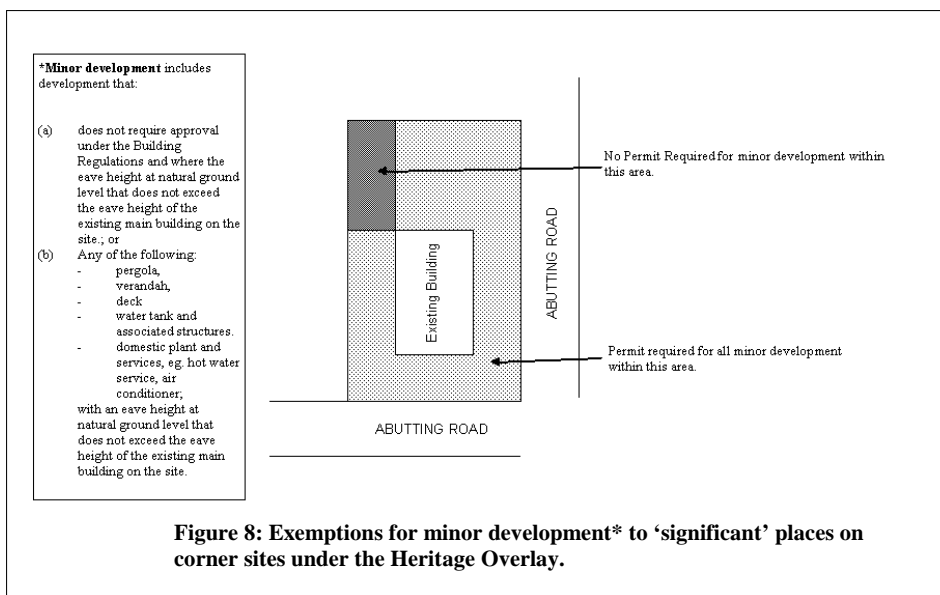 *Minor development includes
development that:
(a) does not require approval
under the Building
Regulations and where the
eave height at natural ground
level that does not exceed
the eave height of the
existing main building on the
site.; or
(b) Any of the following:
- pergola,
- verandah,
- deck
- water tank and
associated structures.
- domestic plant and
services, eg. hot water
service, air
conditioner;
with an eave height at
natural ground level that
does not exceed the eave
height of the existing main
building on the site.
No Permit Required for minor development within
this area.
Existing Building
ABUTTING ROAD
Permit required for all minor development
within this area.
ABUTTING ROAD
Figure 8: Exemptions for minor development* to ‘significant’ places on
corner sites under the Heritage Overlay.